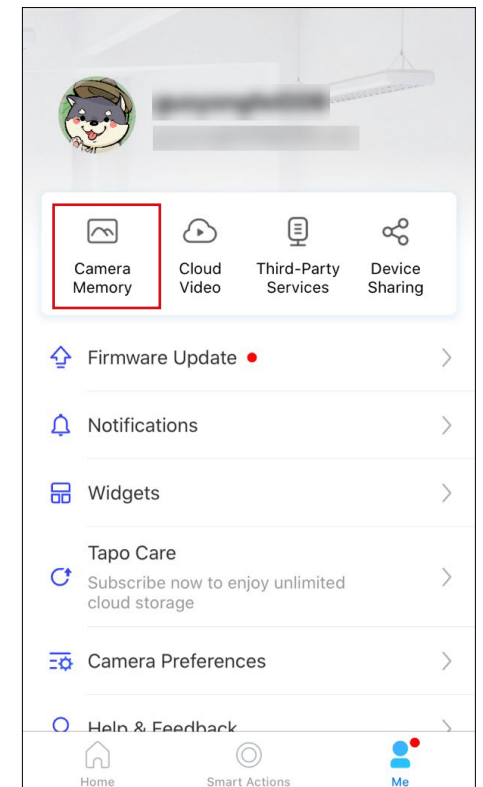 Camera
Memory
Cloud
Video
Third-Party
Services
Device
Sharing
Firmware Update
Notifications
Widgets
Tapo Care
Subscribe now to enjoy unlimited
cloud storage
Camera Preferences
Help & Feedback
Home
Smart Actions
Me